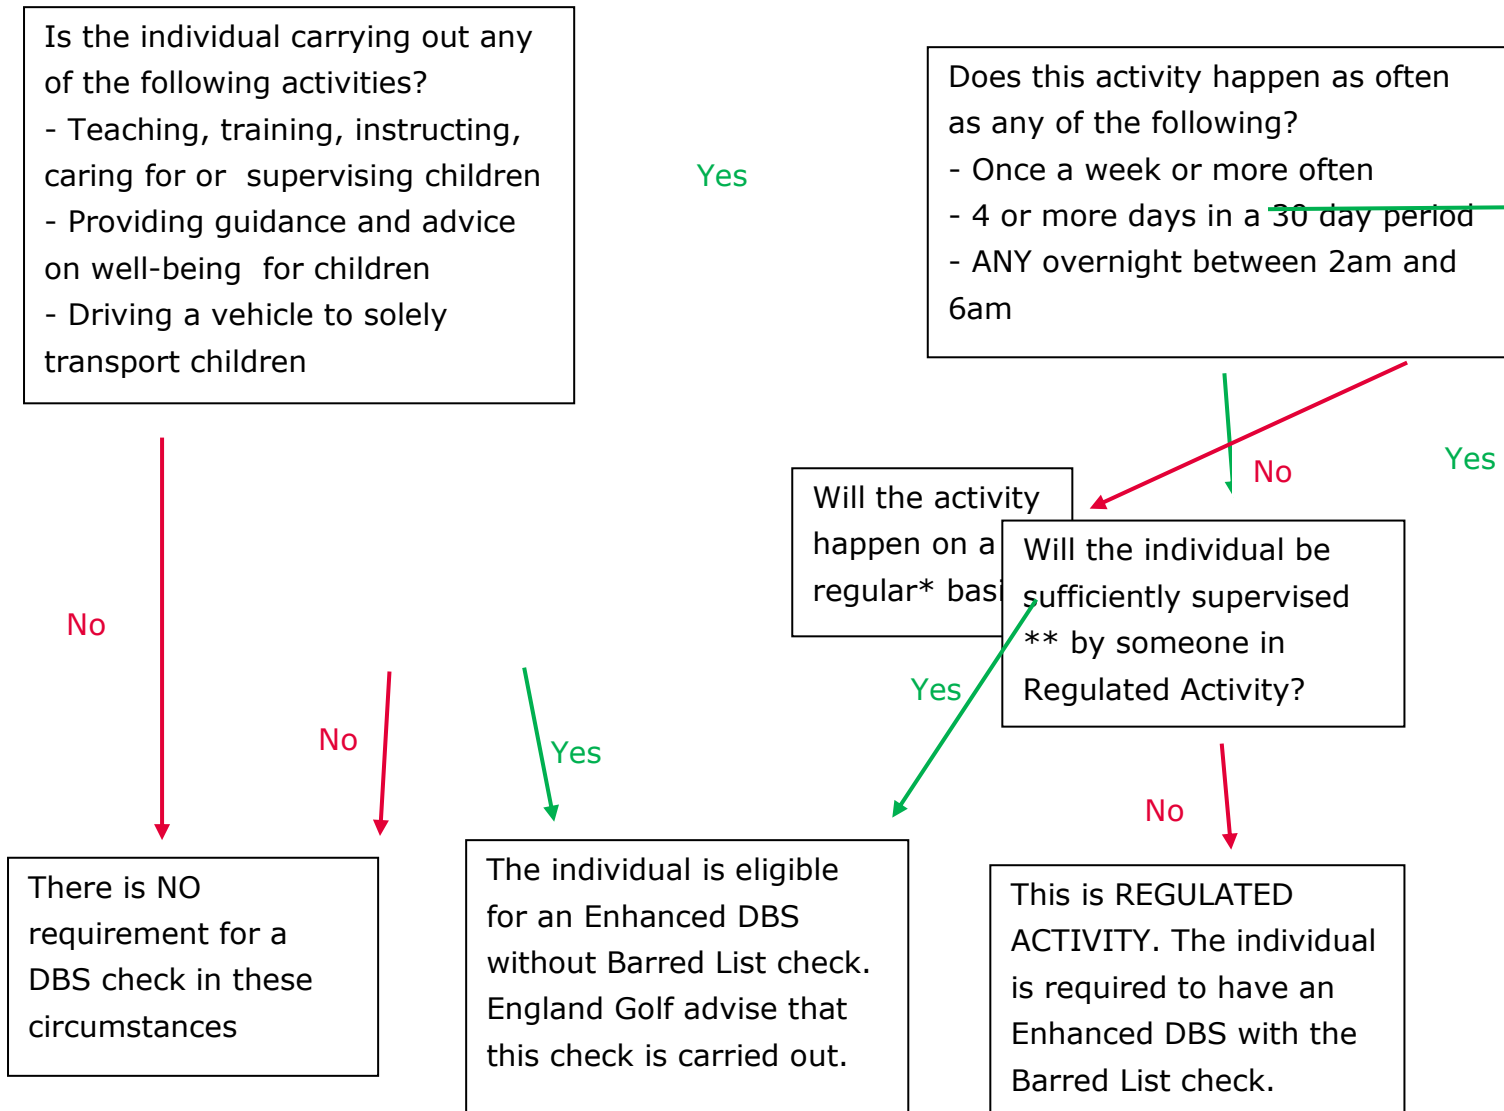 Is the individual carrying out any
of the following activities?
- Teaching, training, instructing,
caring for or supervising children
- Providing guidance and advice
on well-being for children
- Driving a vehicle to solely
transport children
Yes
Does this activity happen as often
as any of the following?
- Once a week or more often
- 4 or more days in a 30 day period
- ANY overnight between 2am and
6am
No
Yes
Will the activity
happen on a
regular* basi
Will the individual be
sufficiently supervised
** by someone in
Regulated Activity?
No
Yes
No
Yes
No
There is NO
requirement for a
DBS check in these
circumstances
The individual is eligible
for an Enhanced DBS
without Barred List check.
England Golf advise that
this check is carried out.
This is REGULATED
ACTIVITY. The individual
is required to have an
Enhanced DBS with the
Barred List check.